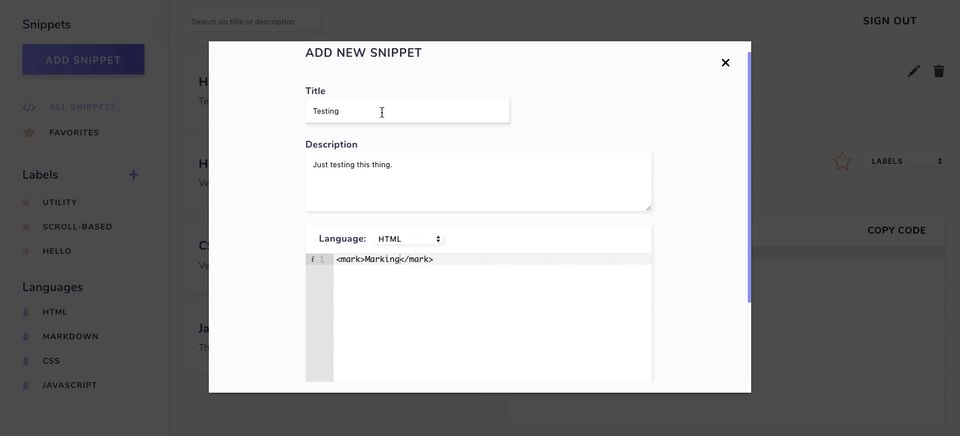 Snippets
Search on title or description
SIGN OUT
ADD SNIPPET
ADD NEW SNIPPET
ALL SNIPPETS
FAVORITES
Title
Testing
Description
Just testing this thing.
Labels
LABELS
UTILITY
SCROLL-BASED
HELLO
COPY CODE
Language:
HTML
i 1
<mark>Marking</mark>
Languages
# HTML
# MARKDOWN
# CSS
# JAVASCRIPT